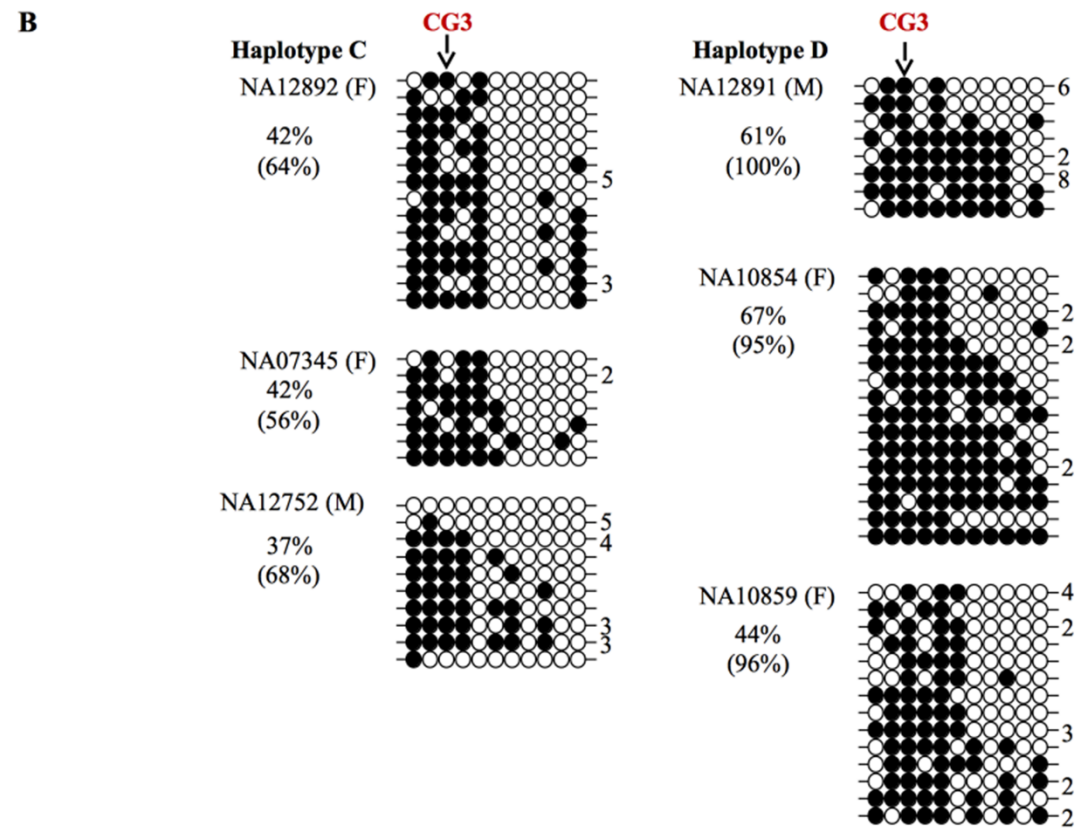 B
CG3
Haplotype C
NA12892 (F)
42%
(64%)
5
3
NA07345 (F)
42%
(56%)
2
NA12752 (M)
37%
(68%)
5
4
3
3
CG3
Haplotype D
NA12891 (M)
61%
(100%)
6
2
8
NA10854 (F)
67%
(95%)
2
2
2
NA10859 (F)
44%
(96%)
4
2
3
2
2